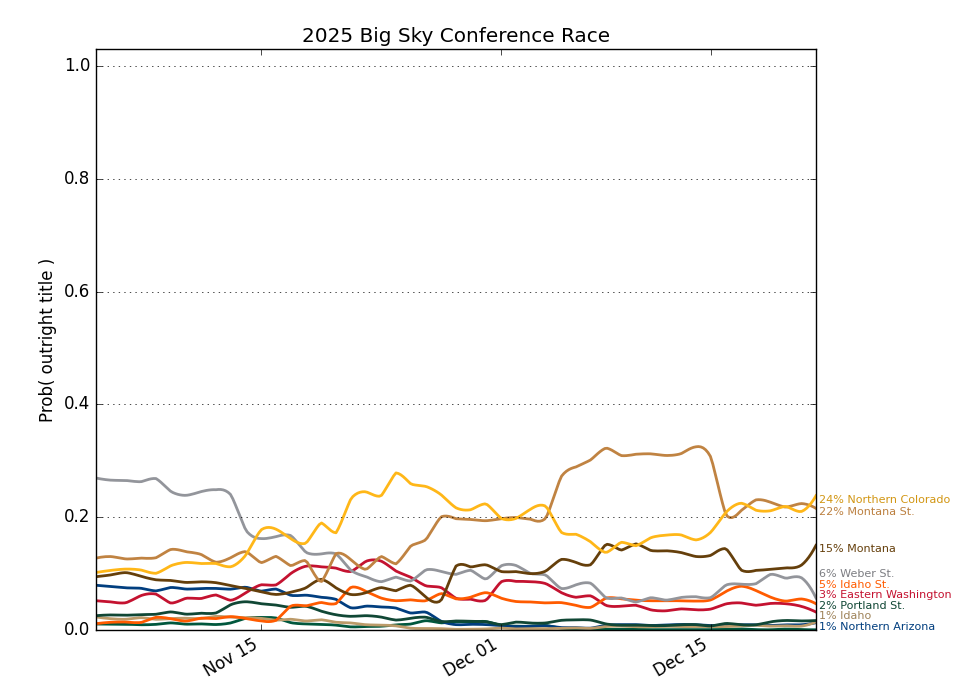 2025 Big Sky Conference Race
Prob( outright title )
1.0
0.8
0.6
0.4
0.2
0.0
Nov 15
Dec 01
Dec 15
24% Northern Colorado
22% Montana St.
15% Montana
6% Weber St.
5% Idaho St.
3% Eastern Washington
2% Portland St.
1% Idaho
1% Northern Arizona